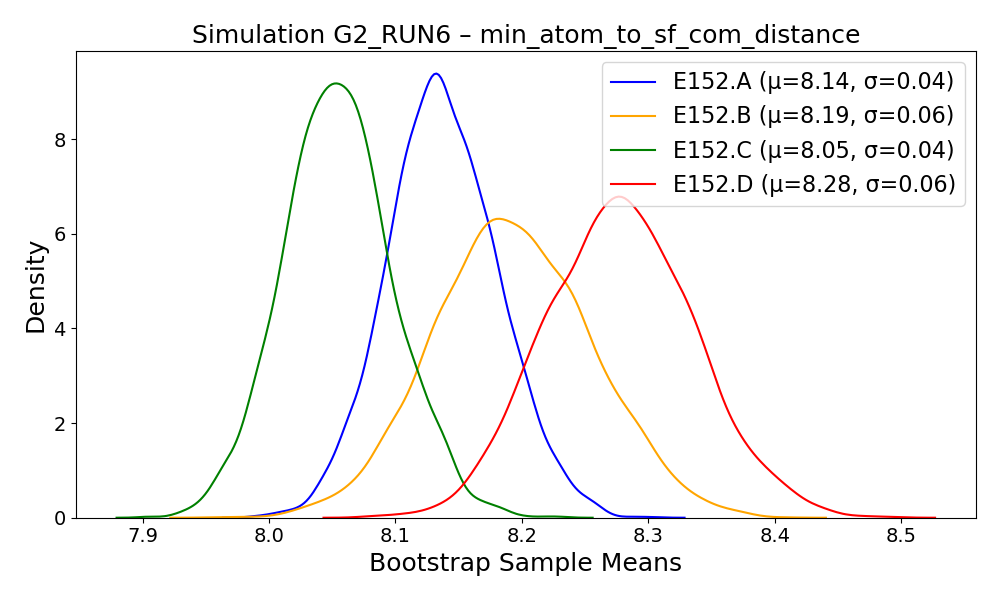 Simulation G2_RUN6 – min_atom_to_sf_com_distance
E152.A (μ=8.14, σ=0.04)
E152.B (μ=8.19, σ=0.06)
E152.C (μ=8.05, σ=0.04)
E152.D (μ=8.28, σ=0.06)
Density
8
6
4
2
0
7.9 8.0 8.1 8.2 8.3 8.4 8.5
Bootstrap Sample Means